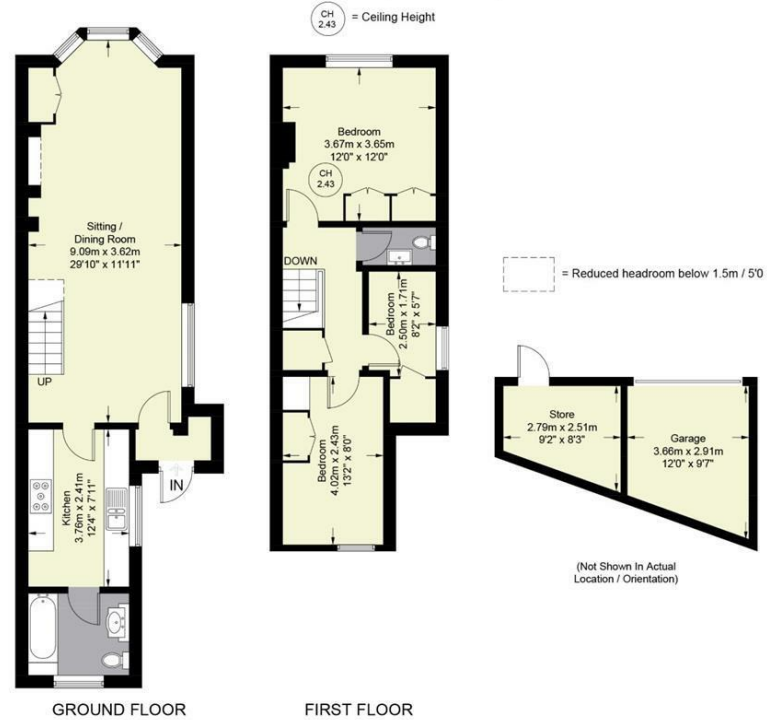 CH
2.43
= Ceiling Height
Sitting /
Dining Room
9.09m x 3.62m
29'10" x 11'11"
UP
IN
Kitchen
3.76m x 2.41m
12'4" x 7'11"
GROUND FLOOR
Bedroom
3.67m x 3.65m
12'0" x 12'0"
CH
2.43
DOWN
Bedroom
2.50m x 1.71m
8'2" x 5'7"
Bedroom
4.02m x 2.43m
13'2" x 8'0"
FIRST FLOOR
= Reduced headroom below 1.5m / 5'0
Store
2.79m x 2.51m
9'2" x 8'3"
Garage
3.66m x 2.91m
12'0" x 9'7"
(Not Shown In Actual
Location / Orientation)